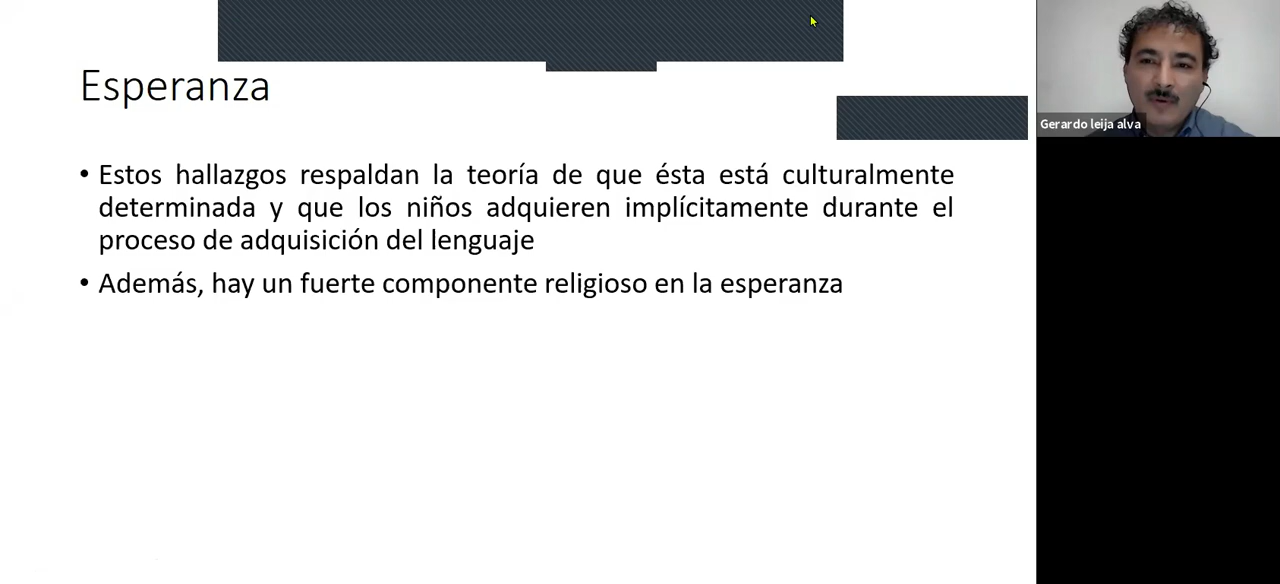 Esperanza
• Estos hallazgos respaldan la teoría de que ésta está culturalmente
determinada y que los niños adquieren implícitamente durante el
proceso de adquisición del lenguaje
• Además, hay un fuerte componente religioso en la esperanza
Gerardo leija alva